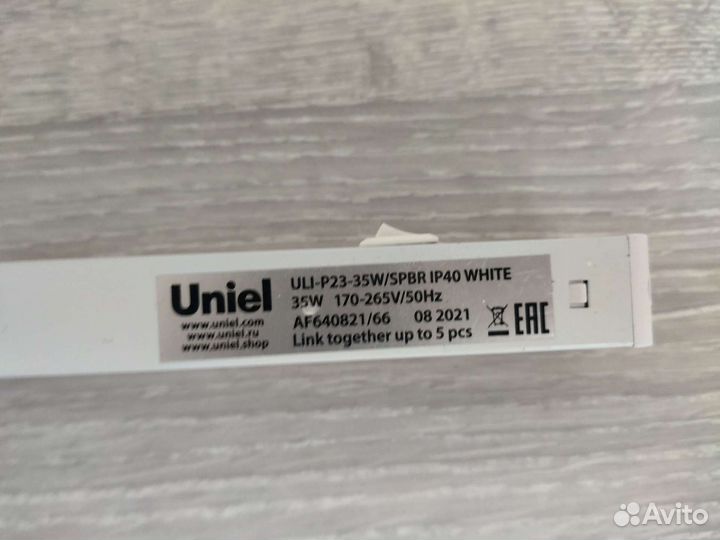 Uniel
www.uniel.com
www.uniel.ru
www.uniel.shop
ULI-P23-35W/SPBR IP40 WHITE
35W 170-265V/50Hz
AF640821/66 08 2021
Link together up to 5 pcs
EAC
Avito